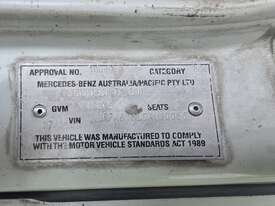 APPROVAL NO. CATEGORY
MERCEDES-BENZ AUSTRALIA/PACIFIC PTY LTD
GVM SEATS
VIN
THIS VEHICLE WAS MANUFACTURED TO COMPLY
WITH THE MOTOR VEHICLE STANDARDS ACT 1989